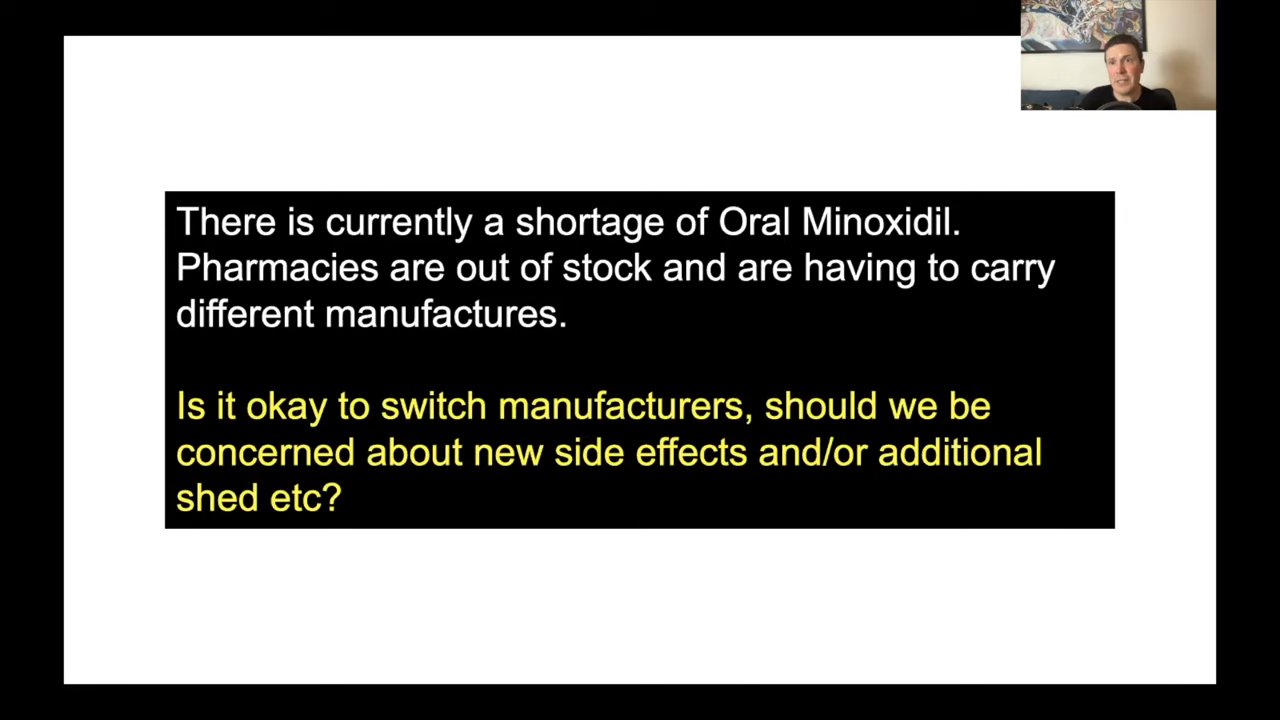 There is currently a shortage of Oral Minoxidil.
Pharmacies are out of stock and are having to carry
different manufactures.
Is it okay to switch manufacturers, should we be
concerned about new side effects and/or additional
shed etc?